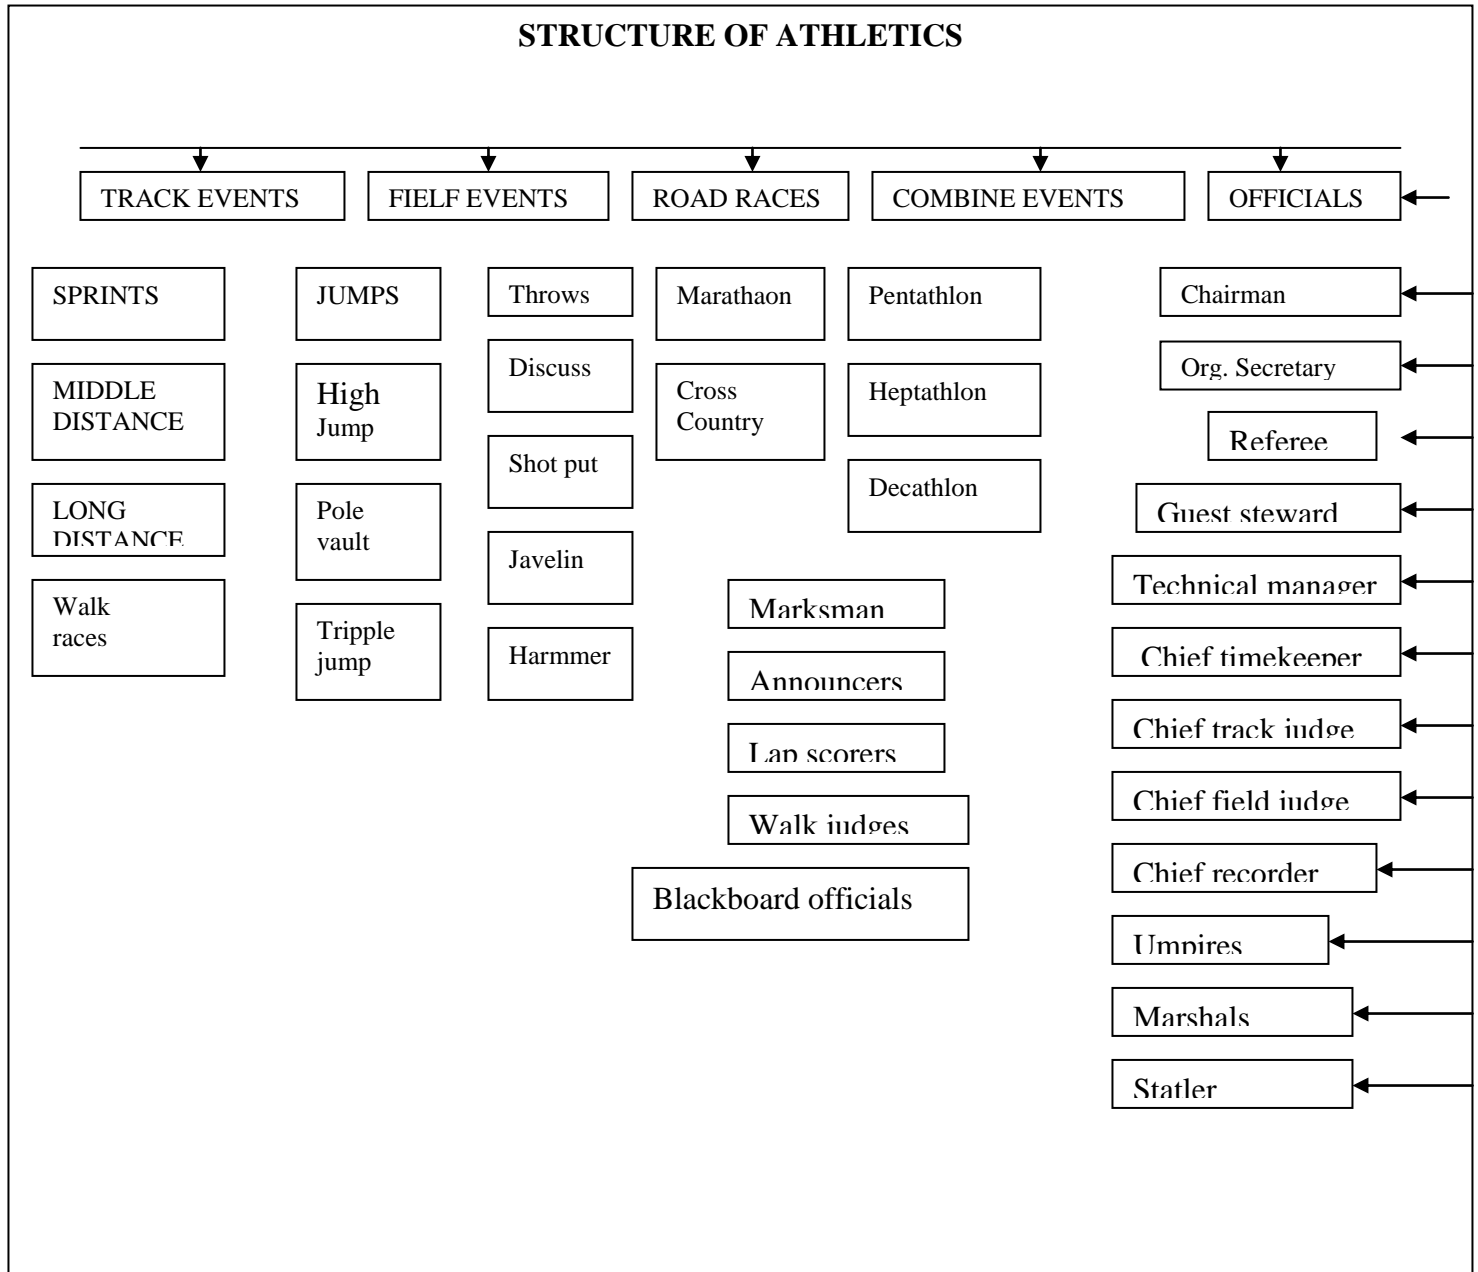 STRUCTURE OF ATHLETICS
TRACK EVENTS
FIELF EVENTS
ROAD RACES
COMBINE EVENTS
OFFICIALS
SPRINTS
MIDDLE
DISTANCE
LONG
DISTANCE
Walk
races
JUMPS
High
Jump
Pole
vault
Tripple
jump
Throws
Discuss
Shot put
Javelin
Harmmer
Marathaon
Cross
Country
Pentathlon
Heptathlon
Decathlon
Marksman
Announcers
Lap scorers
Walk judges
Blackboard officials
Chairman
Org. Secretary
Referee
Guest steward
Technical manager
Chief timekeeper
Chief track judge
Chief field judge
Chief recorder
Umpires
Marshals
Statler